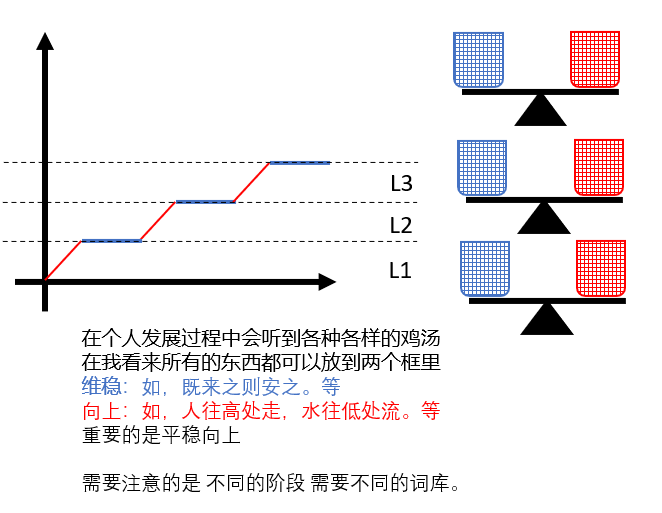 L3
L2
L1
在个人发展过程中会听到各种各样的鸡汤
在我看来所有的东西都可以放到两个框里
维稳：如，既来之则安之。等
向上：如，人往高处走，水往低处流。等
重要的是平稳向上
需要注意的是 不同的阶段 需要不同的词库。